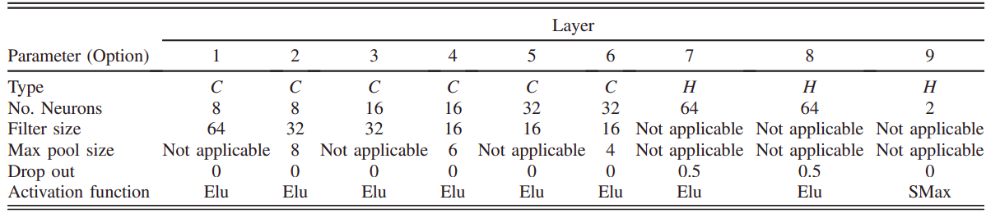 Layer
Parameter (Option) 1 2 3 4 5 6 7 8 9
Type C C C C C C H H H
No. Neurons 8 8 16 16 32 32 64 64 2
Filter size 64 32 32 16 16 16 Not applicable Not applicable Not applicable
Max pool size Not applicable 8 Not applicable 6 Not applicable 4 Not applicable Not applicable Not applicable
Drop out 0 0 0 0 0 0 0.5 0.5 0
Activation function Elu Elu Elu Elu Elu Elu Elu Elu SMax